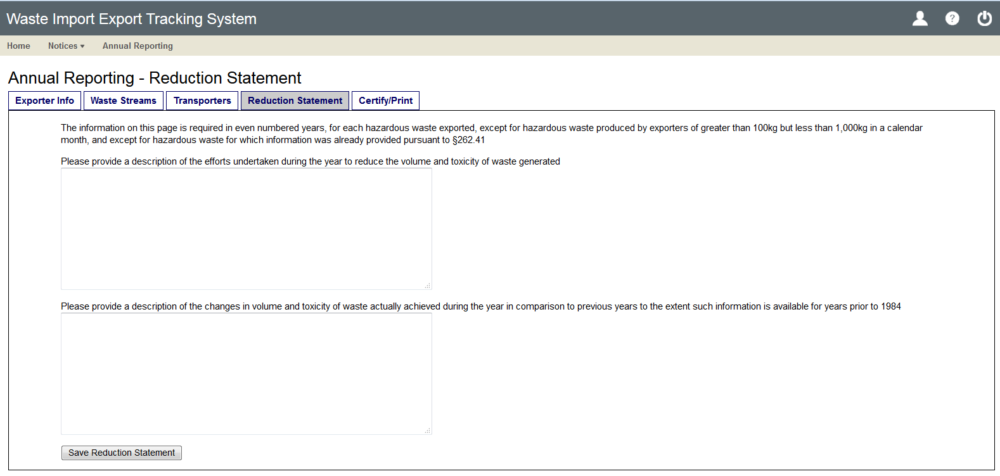 Waste Import Export Tracking System
?
Home Notices ▾ Annual Reporting
Annual Reporting - Reduction Statement
Exporter Info Waste Streams Transporters Reduction Statement Certify/Print
The information on this page is required in even numbered years, for each hazardous waste exported, except for hazardous waste produced by exporters of greater than 100kg but less than 1,000kg in a calendar
month, and except for hazardous waste for which information was already provided pursuant to §262.41
Please provide a description of the efforts undertaken during the year to reduce the volume and toxicity of waste generated
Please provide a description of the changes in volume and toxicity of waste actually achieved during the year in comparison to previous years to the extent such information is available for years prior to 1984
Save Reduction Statement